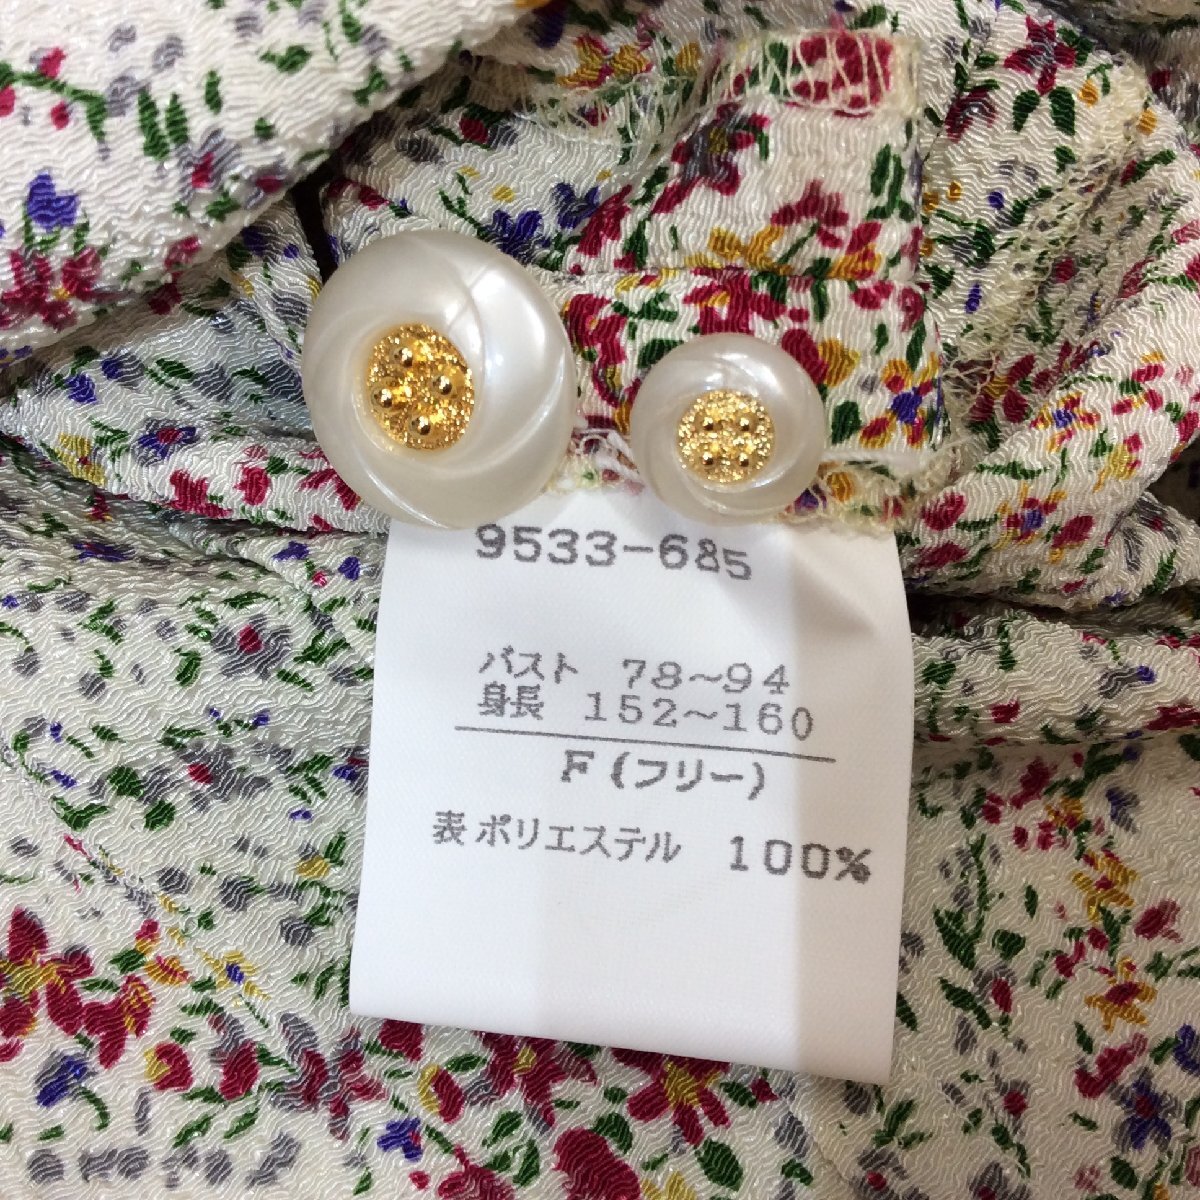 9533-685
バスト 78～94
身長 152～160
F(フリー)
表 ポリエステル 100%